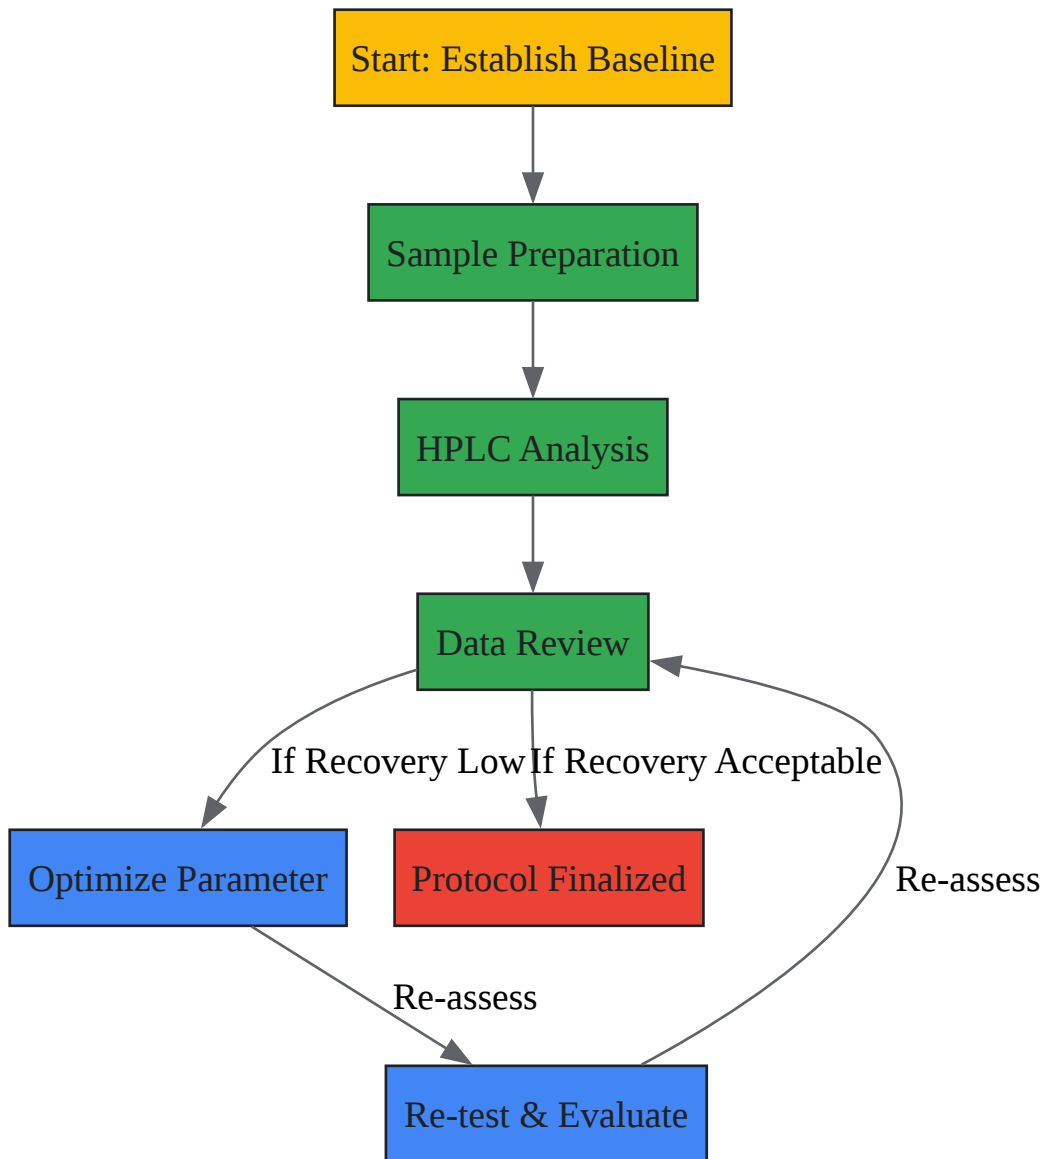 Start: Establish Baseline
Sample Preparation
HPLC Analysis
Data Review
If Recovery Low
If Recovery Acceptable
Optimize Parameter
Protocol Finalized
Re-assess
Re-assess
Re-test & Evaluate